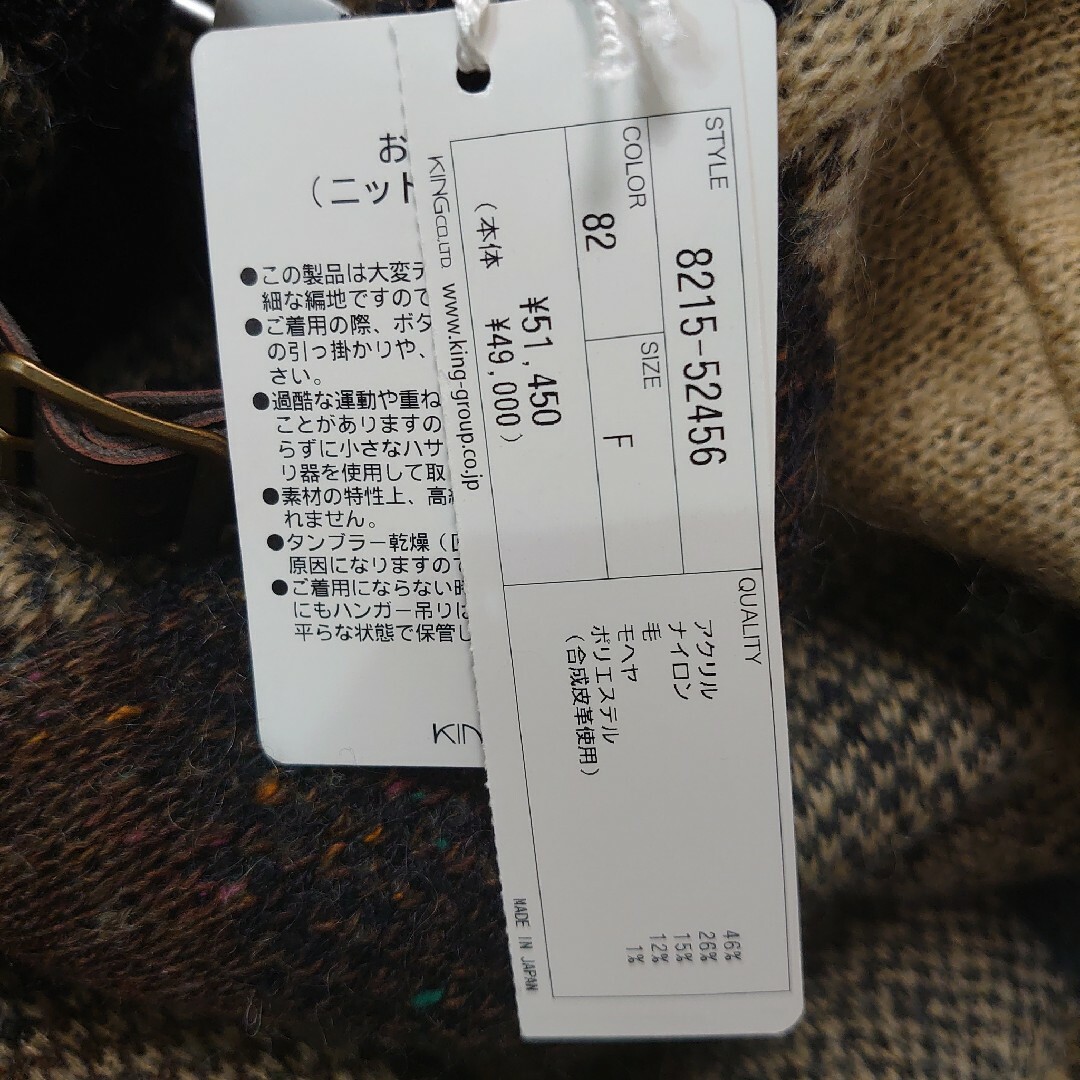 STYLE
8215-52456
COLOR
82
SIZE
F
¥51,450
(本体 ¥49,000)
QUALITY
アクリル 46%
ナイロン 26%
毛 15%
モヘヤ 12%
ポリエステル 1%
(合成皮革使用)
KING CO.,LTD. www.king-group.co.jp
MADE IN JAPAN
お
(ニット
●この製品は大変デ
細な編地ですので
●ご着用の際、ボタ
の引っ掛かりや、
さい。
●過酷な運動や重ね
ことがありますの
らずに小さなハサ
り器を使用して取
●素材の特性上、高
れません。
●タンブラー乾燥(
原因になりますので
●ご着用にならない時
にもハンガー吊りは
平らな状態で保管し
KIN